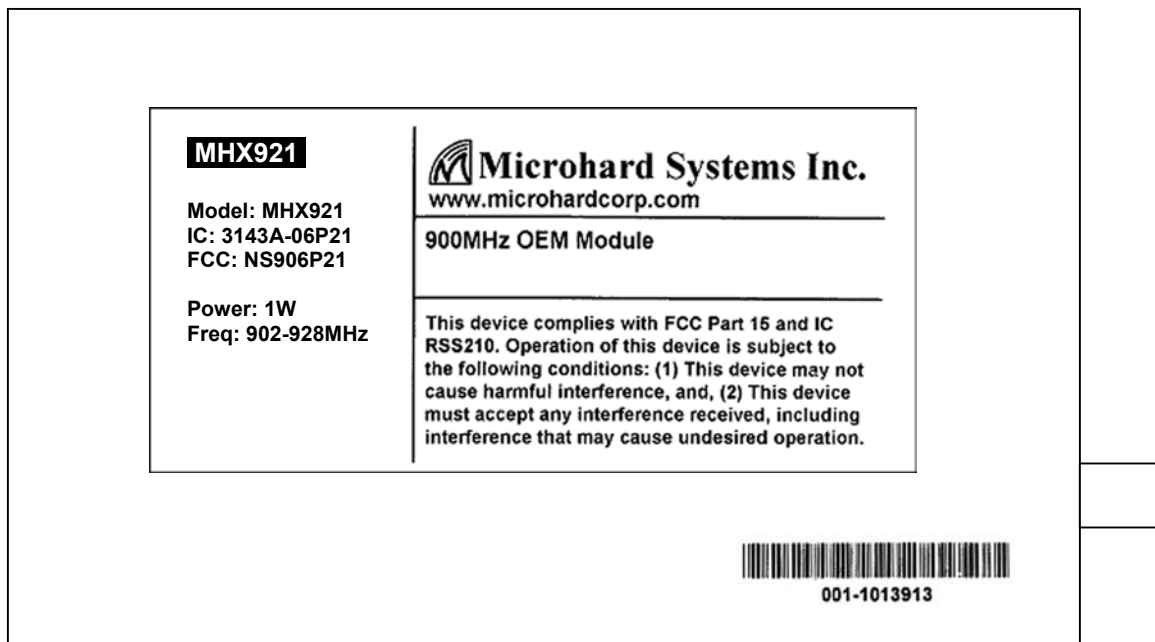 MHX921
Model: MHX921
IC: 3143A-06P21
FCC: NS906P21
Power: 1W
Freq: 902-928MHz
Microhard Systems Inc.
www.microhardcorp.com
900MHz OEM Module
This device complies with FCC Part 15 and IC
RSS210. Operation of this device is subject to
the following conditions: (1) This device may not
cause harmful interference, and, (2) This device
must accept any interference received, including
interference that may cause undesired operation.
001-1013913